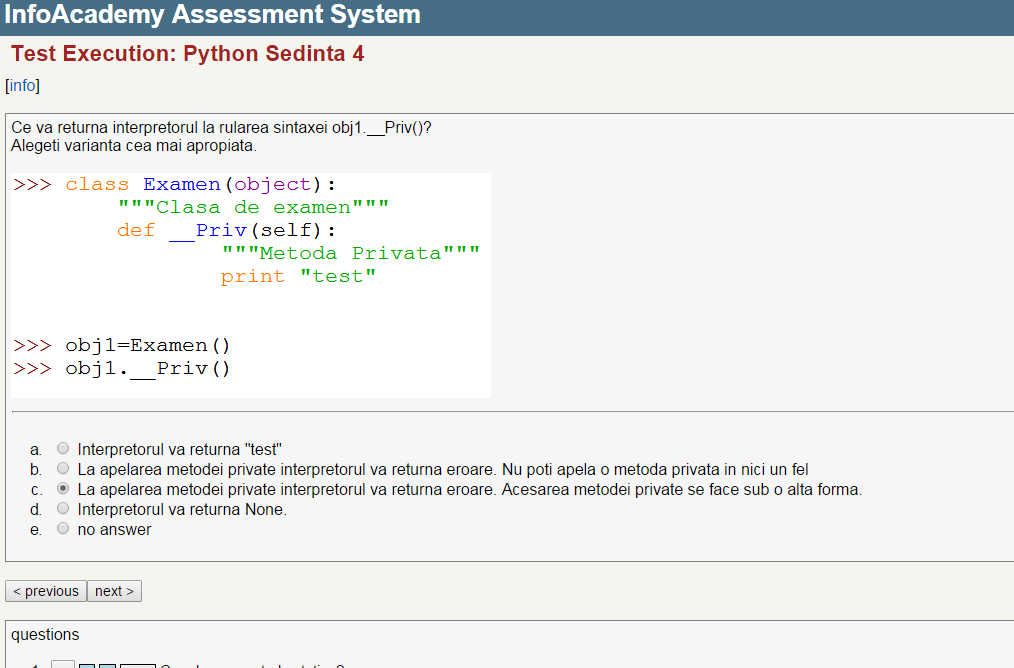 InfoAcademy Assessment System
Test Execution: Python Sedinta 4
[info]
Ce va returna interpretorul la rularea sintaxei obj1.__Priv()?
Alegeti varianta cea mai apropiata.
>>> class Examen(object):
"""Clasa de examen"""
def __Priv(self):
"""Metoda Privata"""
print "test"
>>> obj1=Examen()
>>> obj1.__Priv()
a. Interpretorul va returna "test"
b. La apelarea metodei private interpretorul va returna eroare. Nu poti apela o metoda privata in nici un fel
c. La apelarea metodei private interpretorul va returna eroare. Acesarea metodei private se face sub o alta forma.
d. Interpretorul va returna None.
e. no answer
< previous next >
questions